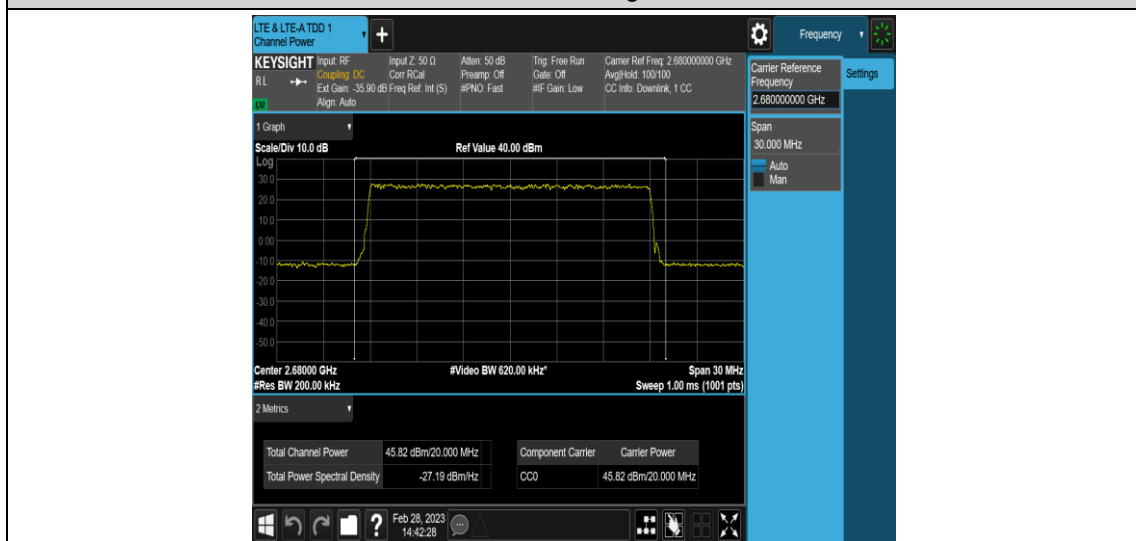 LTE & LTE-A TDD 1
Channel Power
+
Frequency
KEYSIGHT
RL
Input: RF
Coupling: DC
Ext Gain: -35.90 dB
Align: Auto
Input Z: 50 Ω
Corr RCal
Freq Ref: Int (S)
Atten: 50 dB
Preamp: Off
#PNO: Fast
Trig: Free Run
Gate: Off
#IF Gain: Low
Carrier Ref Freq: 2.680000000 GHz
Avg|Hold: 100/100
CC Info: Downlink, 1 CC
Carrier Reference
Frequency
2.680000000 GHz
Settings
Span
30.000 MHz
Auto
Man
1 Graph
Scale/Div 10.0 dB
Ref Value 40.00 dBm
Log
30.0
20.0
10.0
0.00
-10.0
-20.0
-30.0
-40.0
-50.0
Center 2.68000 GHz
#Video BW 620.00 kHz*
Span 30 MHz
#Res BW 200.00 kHz
Sweep 1.00 ms (1001 pts)
2 Metrics
Total Channel Power 45.82 dBm/20.000 MHz
Total Power Spectral Density -27.19 dBm/Hz
Component Carrier Carrier Power
CC0 45.82 dBm/20.000 MHz
?
Feb 28, 2023
14:42:28